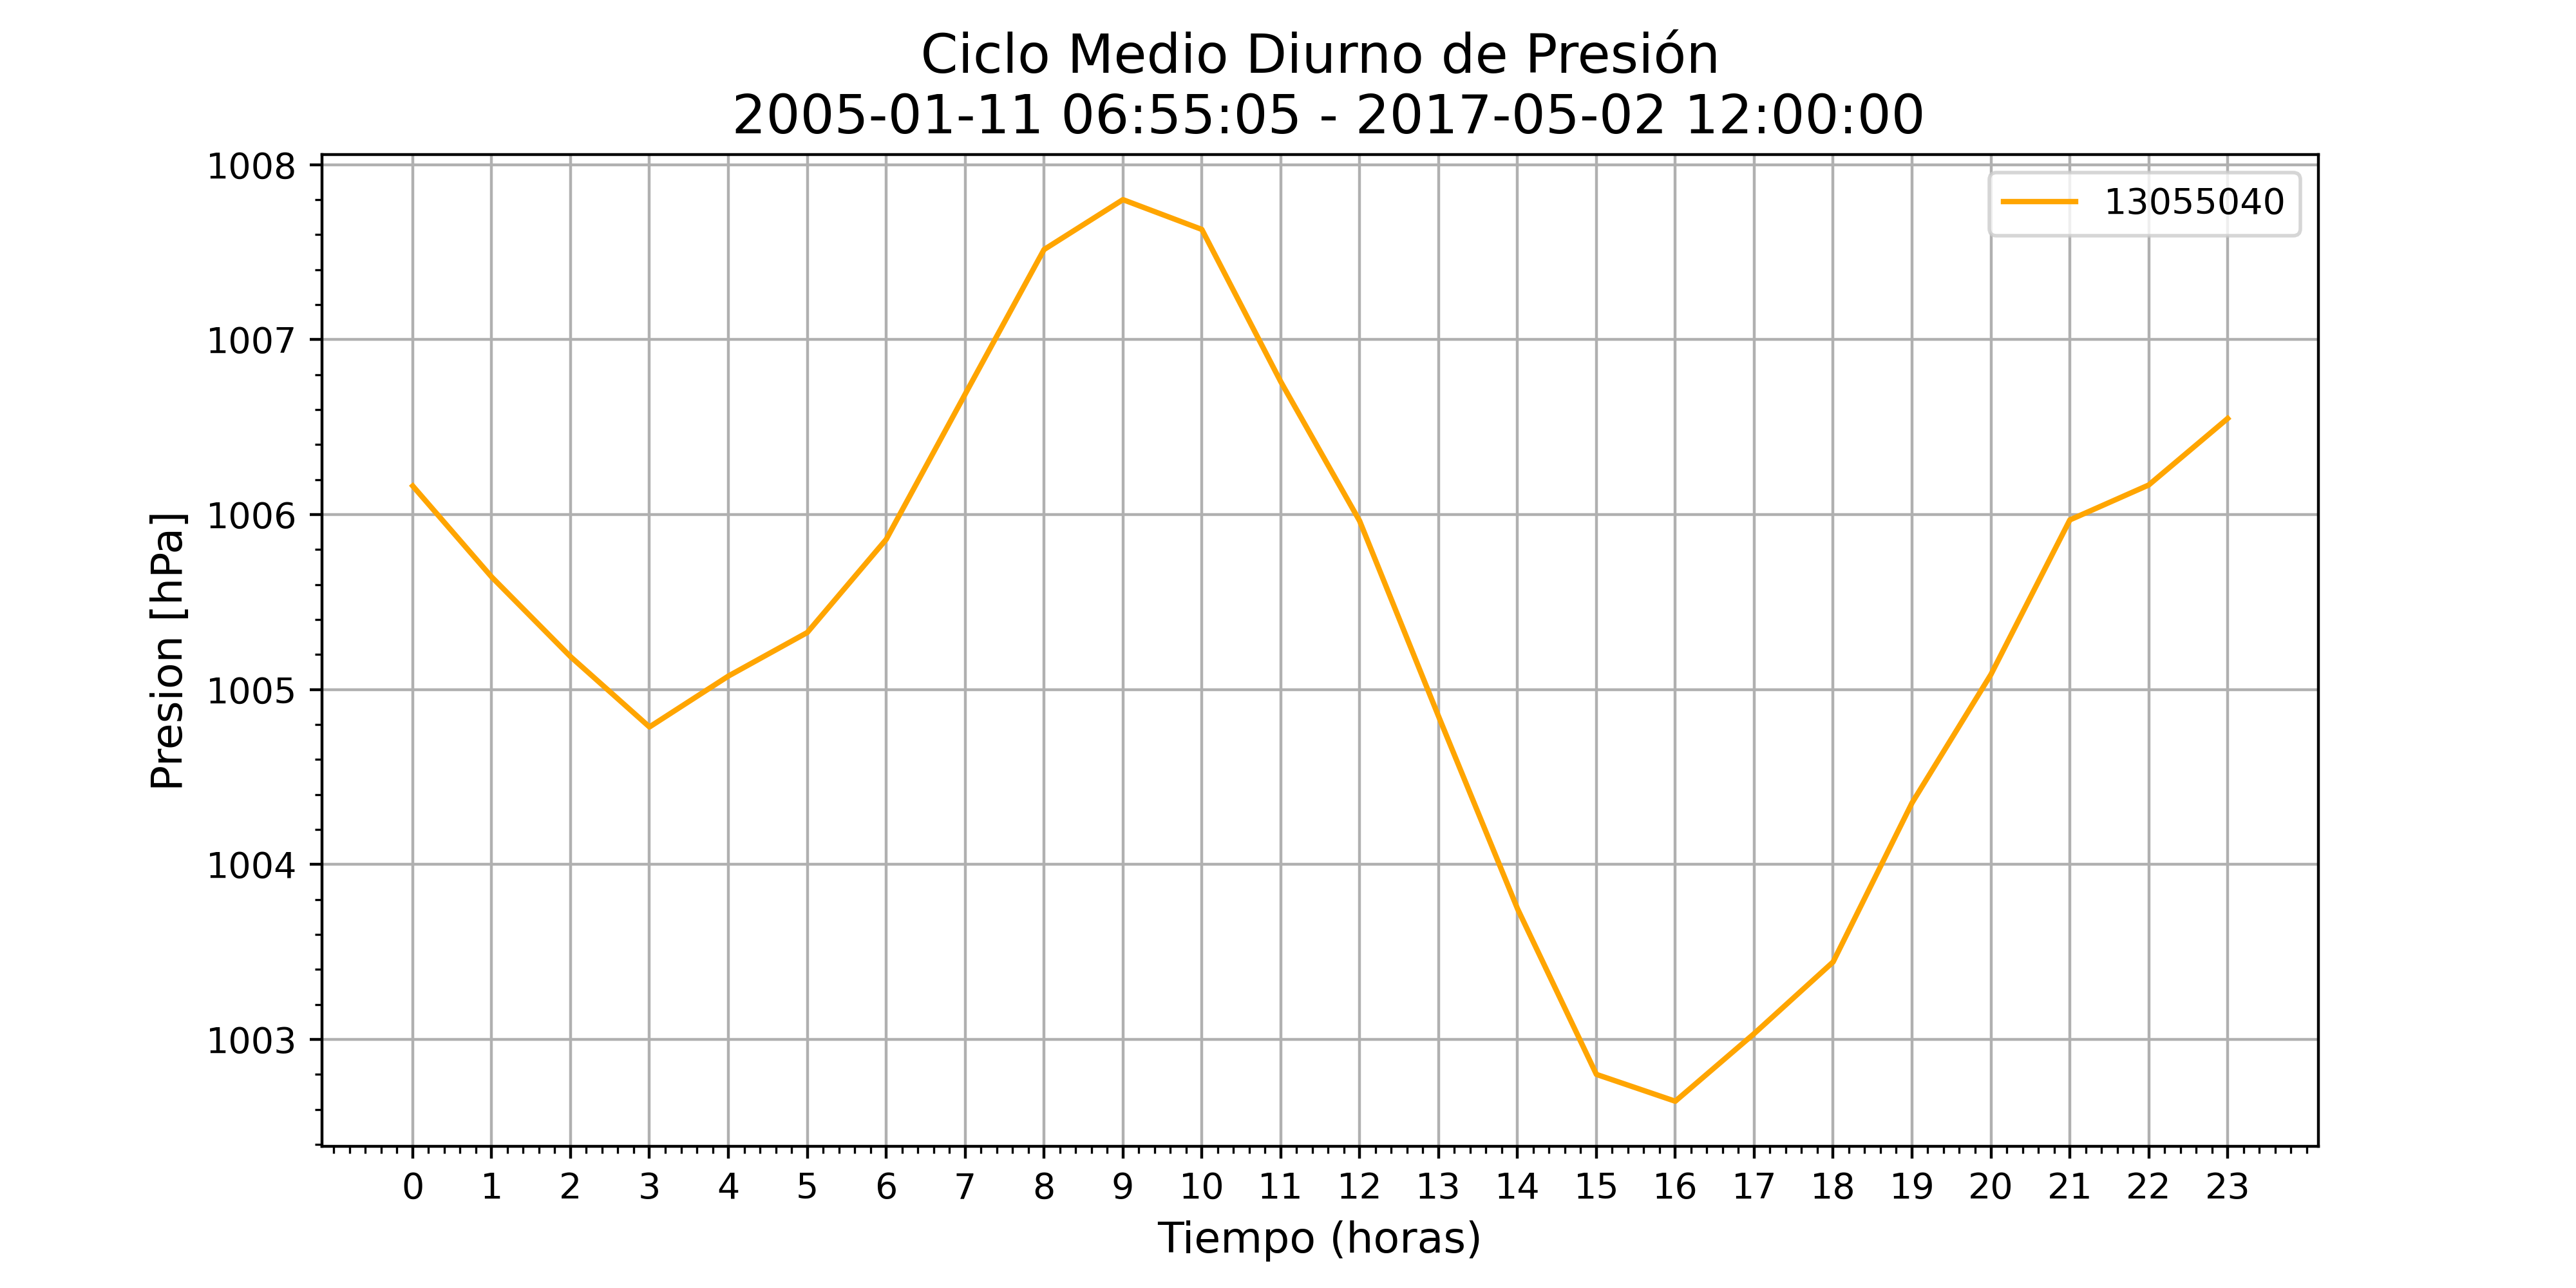 Ciclo Medio Diurno de Presión
2005-01-11 06:55:05 - 2017-05-02 12:00:00
13055040
Presion [hPa]
1008
1007
1006
1005
1004
1003
0 1 2 3 4 5 6 7 8 9 10 11 12 13 14 15 16 17 18 19 20 21 22 23
Tiempo (horas)